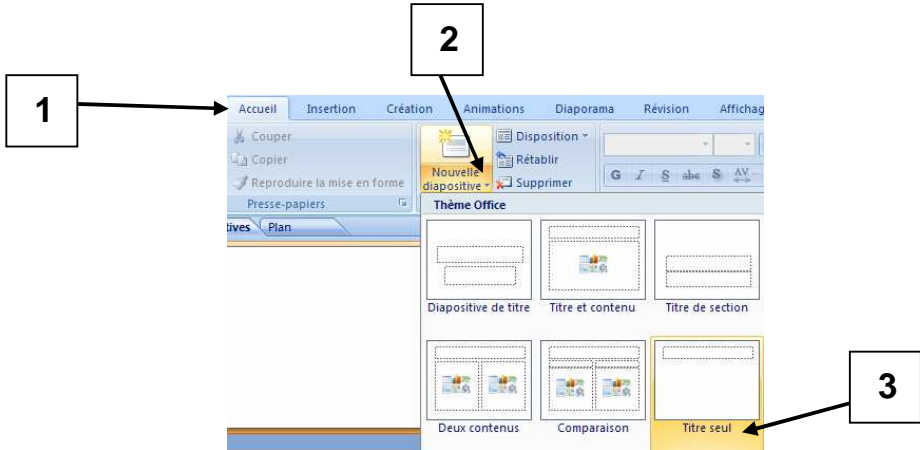 2
1
Accueil Insertion Création Animations Diaporama Révision Affichag
Couper
Copier
Reproduire la mise en forme
Presse-papiers
Nouvelle
diapositive
Disposition
Rétablir
Supprimer
G I S abc S AV
tives Plan
Thème Office
Diapositive de titre Titre et contenu Titre de section
Deux contenus Comparaison Titre seul
3